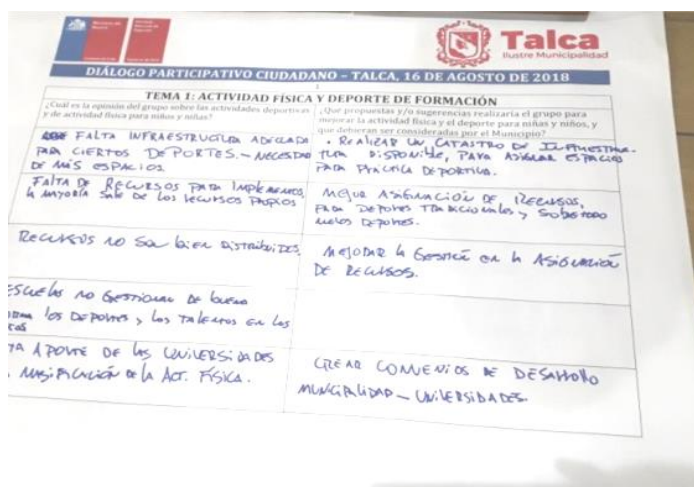 Talca
Ilustre Municipalidad
DIÁLOGO PARTICIPATIVO CIUDADANO – TALCA, 16 DE AGOSTO DE 2018
TEMA 1: ACTIVIDAD FÍSICA Y DEPORTE DE FORMACIÓN
¿Cuál es la opinión del grupo sobre las actividades deportivas
y de actividad física para niños y niñas?
¿Que propuestas y/o sugerencias realizaría el grupo para
mejorar la actividad física y el deporte para niñas y niños, y
que debieran ser consideradas por el Municipio?
FALTA INFRAESTRUCTURA ADECUADA
PARA CIERTOS DEPORTES. – NECESIDAD
DE MÁS ESPACIOS.
. REALIZAR UN CATASTRO DE INFRAESTRUC-
TURA DISPONIBLE, PARA ASIGNAR ESPACIOS
PARA PRÁCTICA DEPORTIVA.
FALTA DE RECURSOS PARA IMPLEMENTOS,
LA MAYORÍA SALE DE LOS RECURSOS PROPIOS
MEJOR ASIGNACIÓN DE RECURSOS,
PARA DEPORTES TRADICIONALES Y SOBRE TODO
DEPORTES.
RECURSOS NO SON BIEN DISTRIBUIDOS.
MEJORAR LA GESTIÓN EN LA ASIGNACIÓN
DE RECURSOS.
ESCUELAS NO GESTIONAN DE BUENA
LOS DEPORTES Y LOS TALENTOS EN LOS
APORTE DE LAS UNIVERSIDADES
MASIFICACIÓN DE LA ACT. FÍSICA.
CREAR CONVENIOS DE DESARROLLO
MUNICIPALIDAD – UNIVERSIDADES.